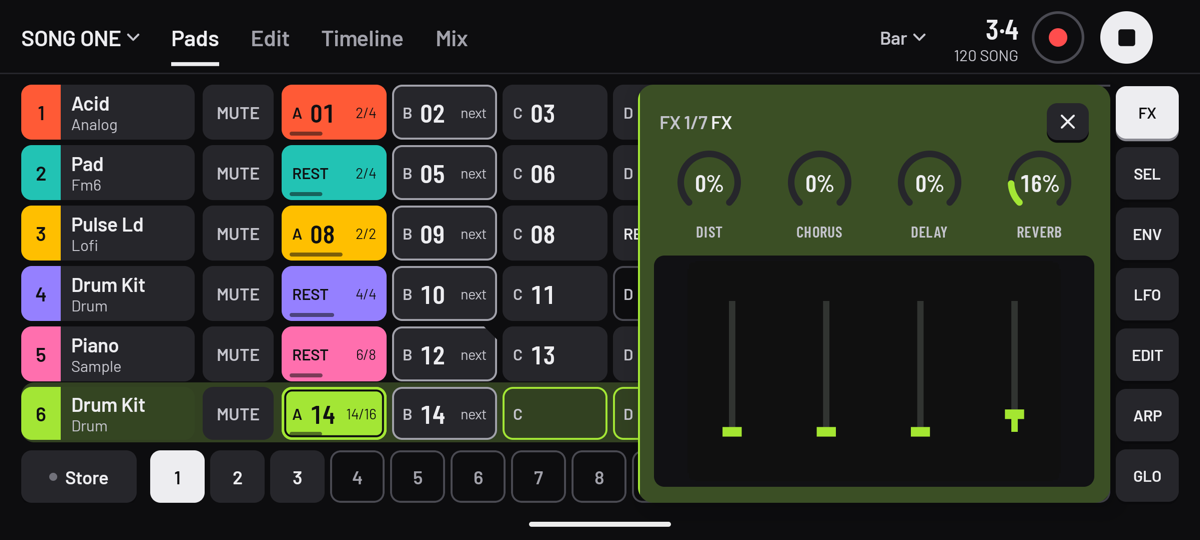 SONG ONE Pads Edit Timeline Mix Bar 3·4
120 SONG
1 Acid MUTE A 01 2/4 B 02 next C 03 D
Analog
2 Pad MUTE REST 2/4 B 05 next C 06 D
Fm6
3 Pulse Ld MUTE A 08 2/2 B 09 next C 08 RE
Lofi
4 Drum Kit MUTE REST 4/4 B 10 next C 11 D
Drum
5 Piano MUTE REST 6/8 B 12 next C 13 D
Sample
6 Drum Kit MUTE A 14 14/16 B 14 next C D
Drum
Store 1 2 3 4 5 6 7 8
FX 1/7 FX
0% 0% 0% 16%
DIST CHORUS DELAY REVERB
FX
SEL
ENV
LFO
EDIT
ARP
GLO